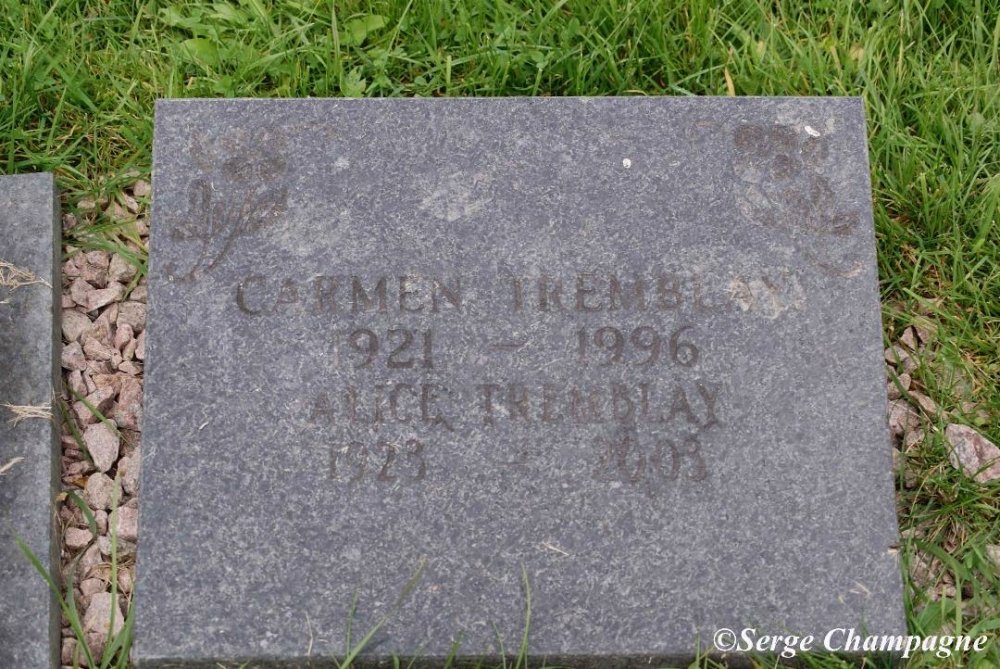 CARMEN TREMBLAY
1921 - 1996
ALICE TREMBLAY
1923 - 2003
©Serge Champagne